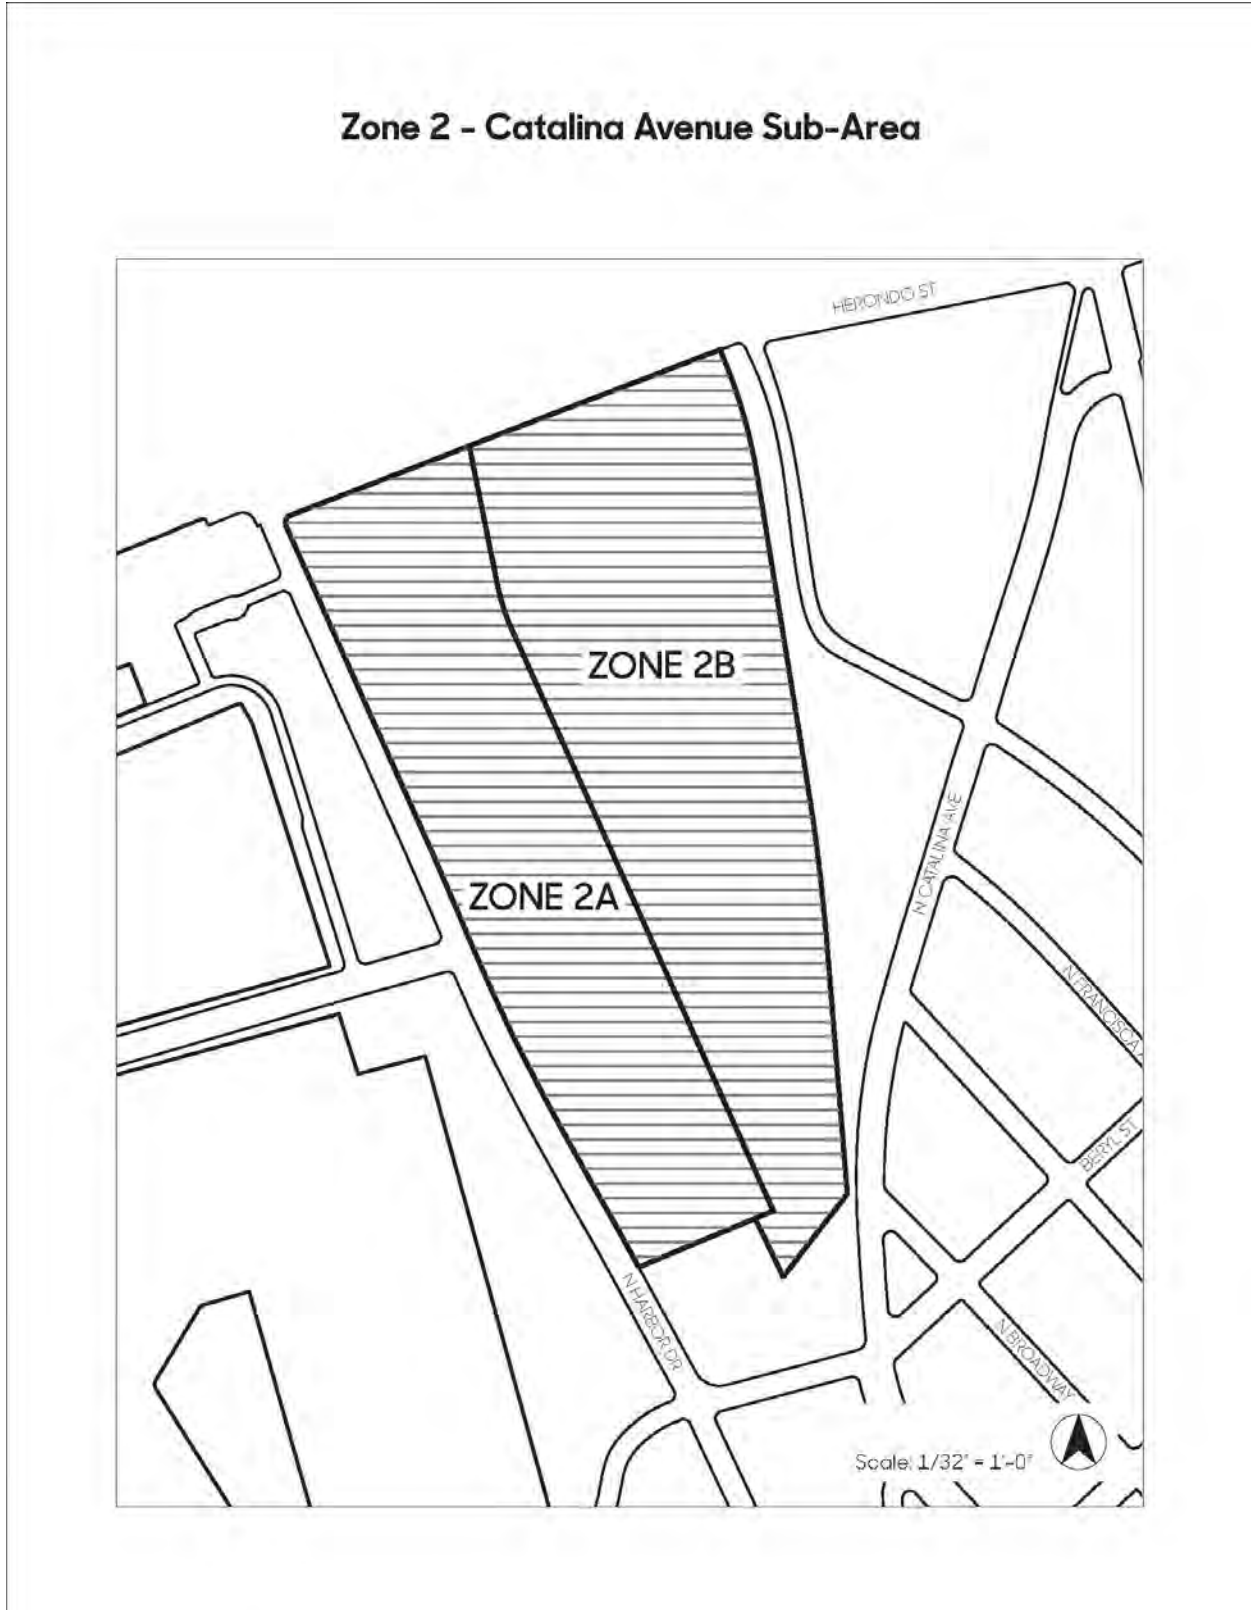 Zone 2 - Catalina Avenue Sub-Area
HERONDO ST
ZONE 2B
N CATALINA AVE
ZONE 2A
N FRANCISCA
BERYL ST
N HARBOR DR
N BROADWAY
Scale: 1/32" = 1'-0"